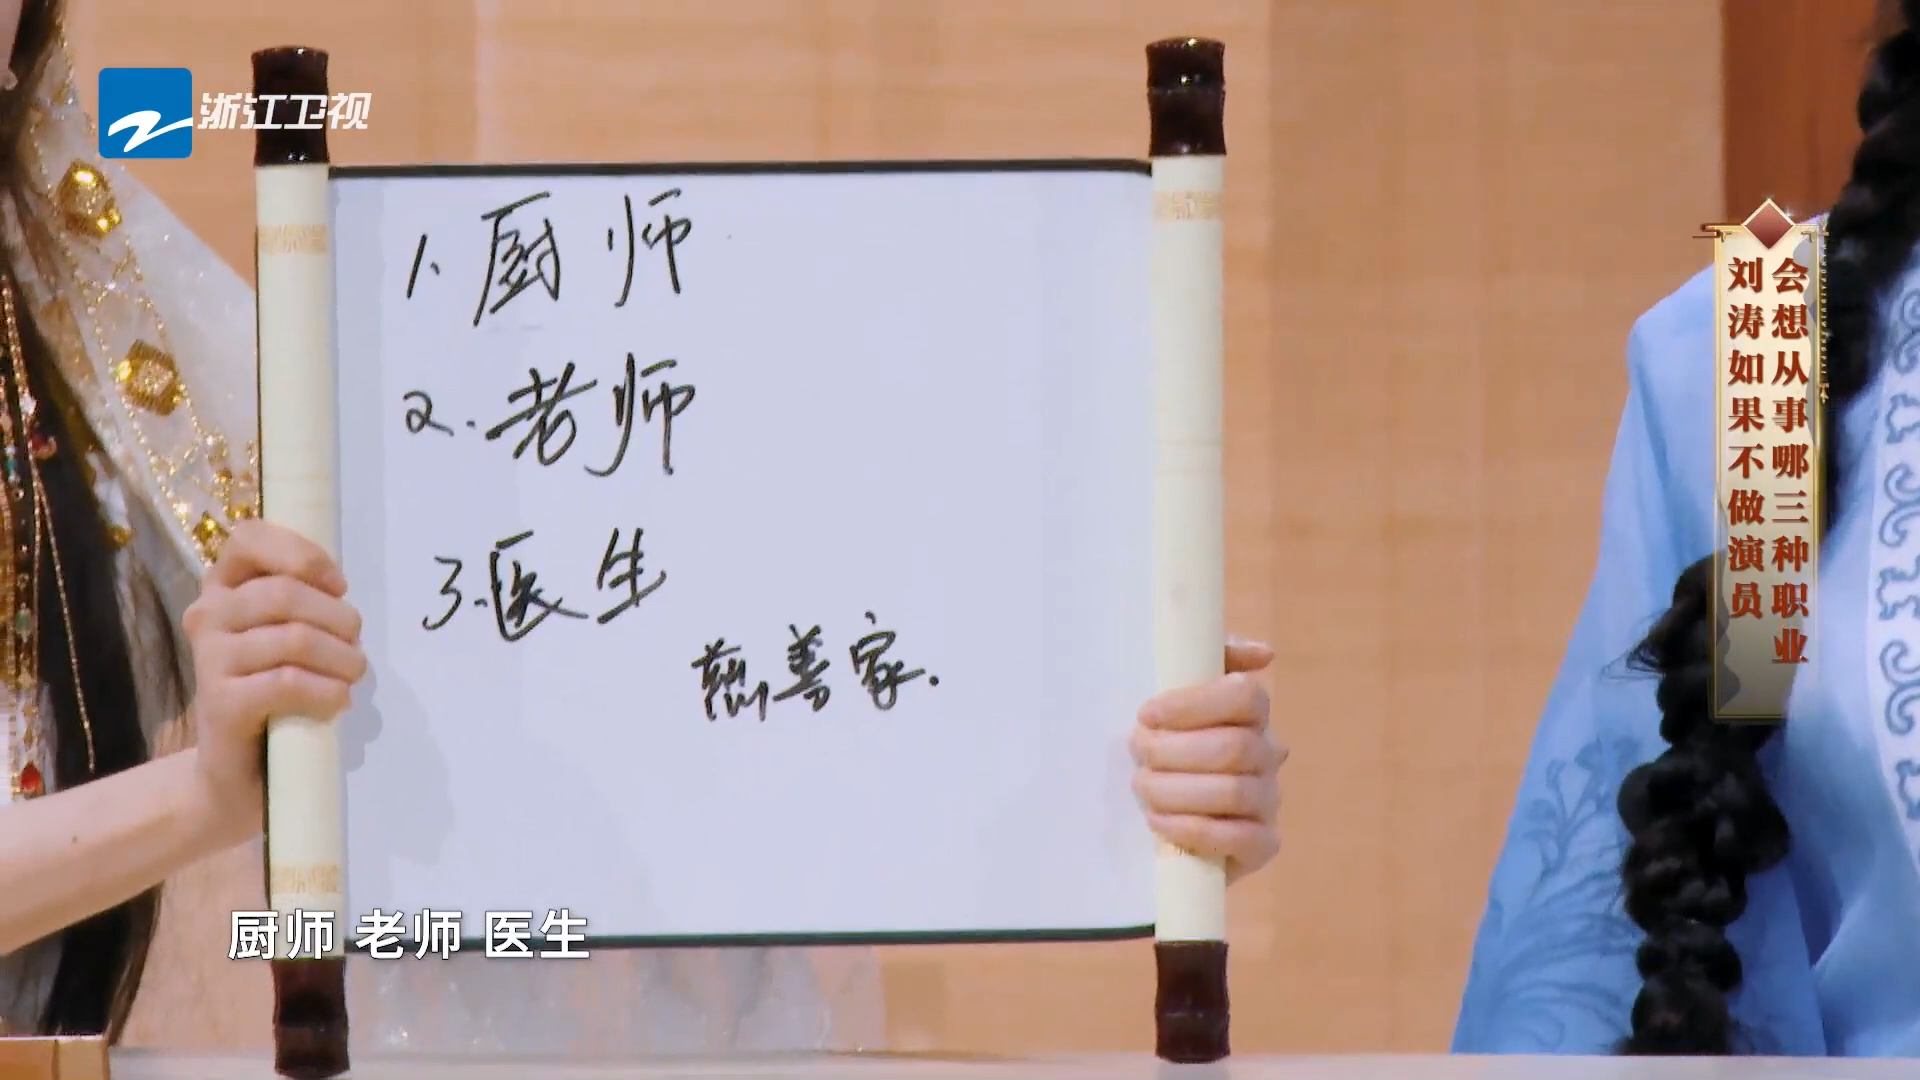 浙江卫视
1. 厨师
2. 老师
3. 医生
慈善家.
刘涛如果不做演员
会想从事哪三种职业
厨师 老师 医生